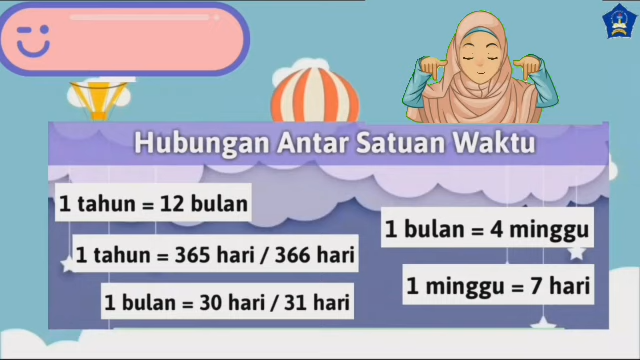 Hubungan Antar Satuan Waktu
1 tahun = 12 bulan
1 tahun = 365 hari / 366 hari
1 bulan = 30 hari / 31 hari
1 bulan = 4 minggu
1 minggu = 7 hari